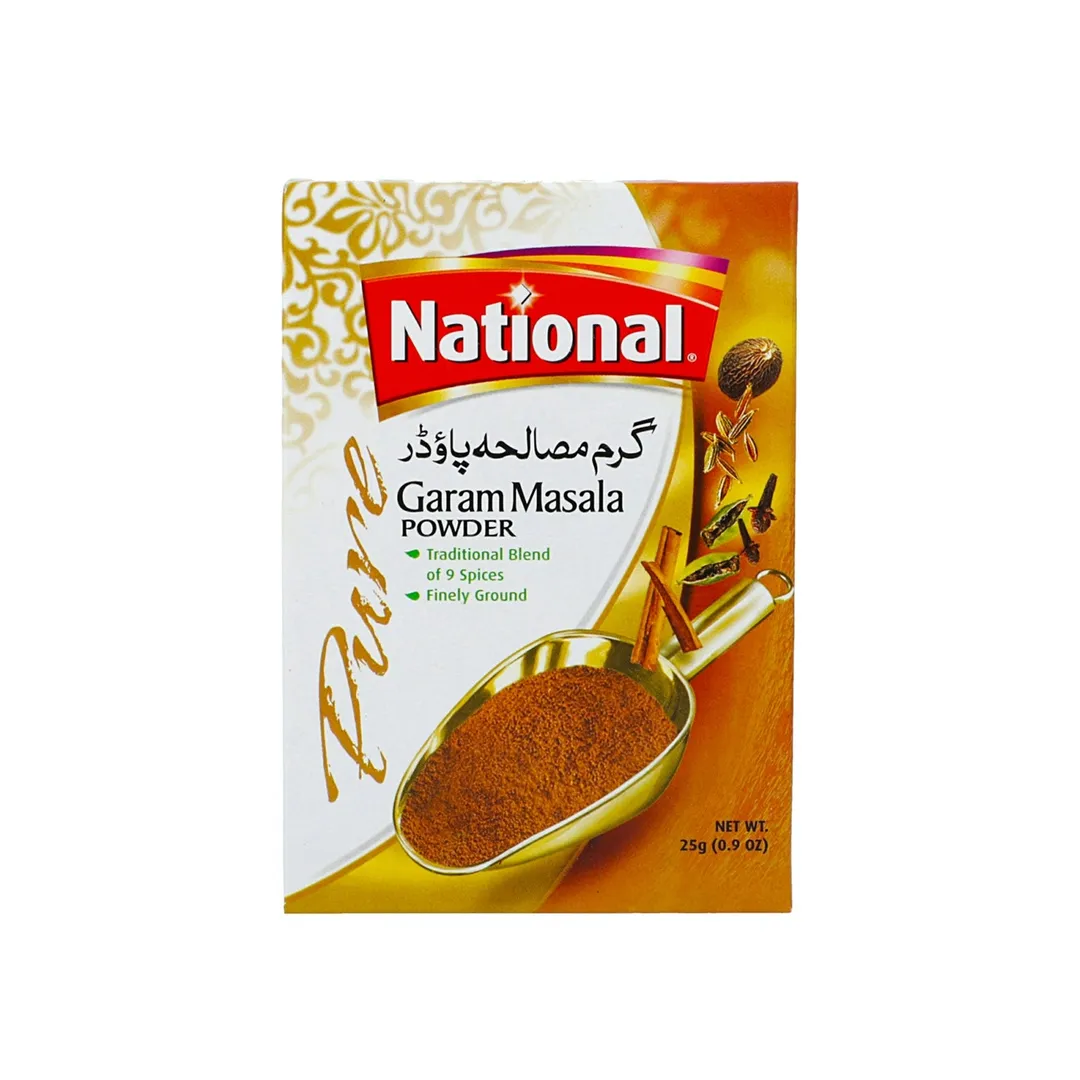 National®
گرم مصالحہ پاؤڈر
Garam Masala
POWDER
Traditional Blend
of 9 Spices
Finely Ground
Pure
NET WT.
25g (0.9 OZ)